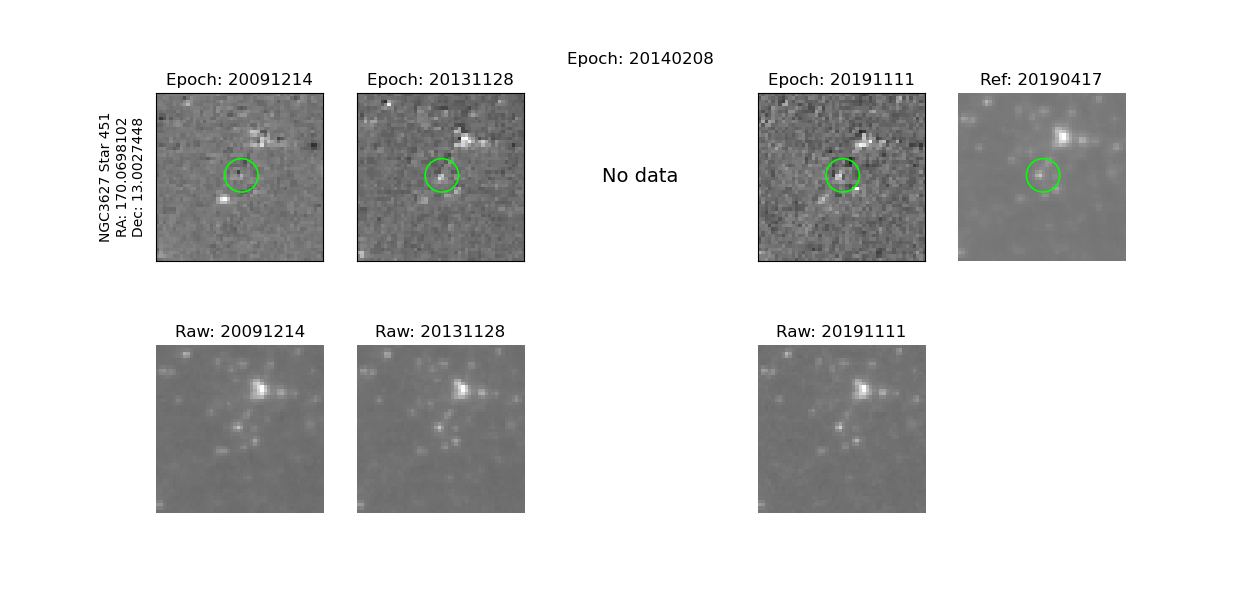 Epoch: 20140208
Epoch: 20091214
Epoch: 20131128
Epoch: 20191111
Ref: 20190417
NGC3627 Star 451
RA: 170.0698102
Dec: 13.0027448
No data
Raw: 20091214
Raw: 20131128
Raw: 20191111